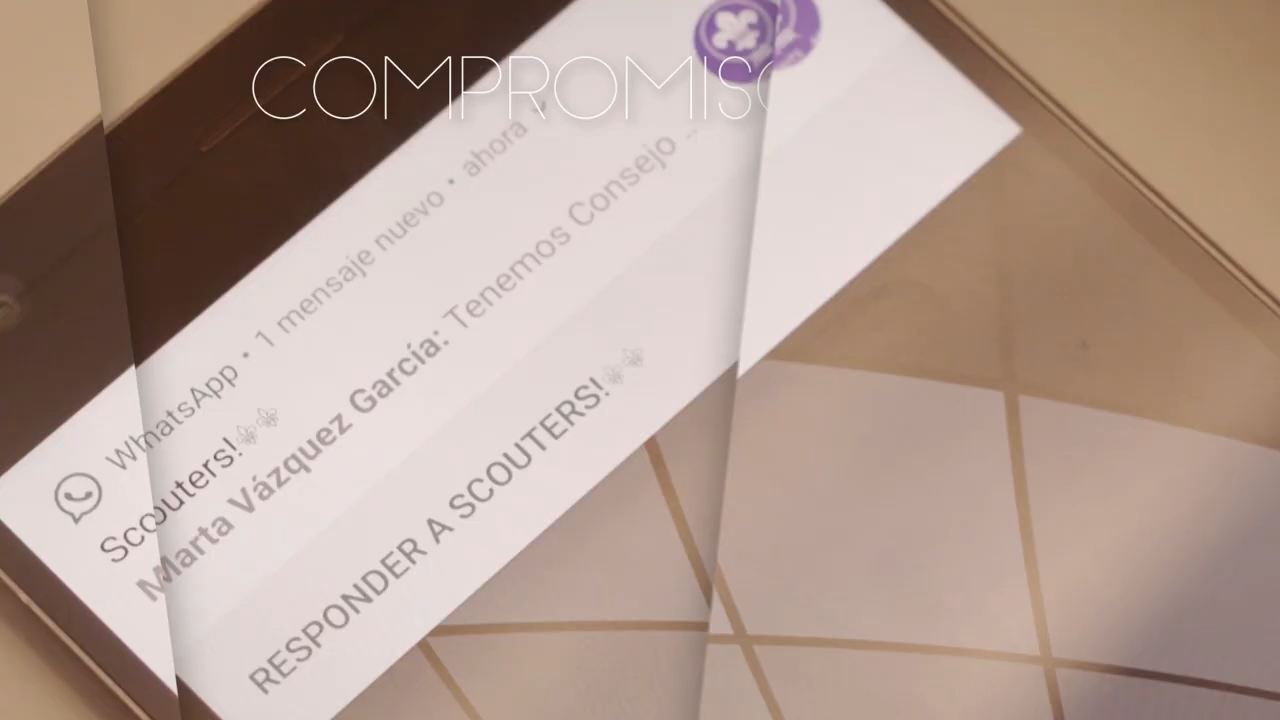 COMPROMISO
WhatsApp • 1 mensaje nuevo • ahora
Scouters!⚜⚜
Marta Vázquez García: Tenemos Consejo ..
RESPONDER A SCOUTERS!⚜⚜